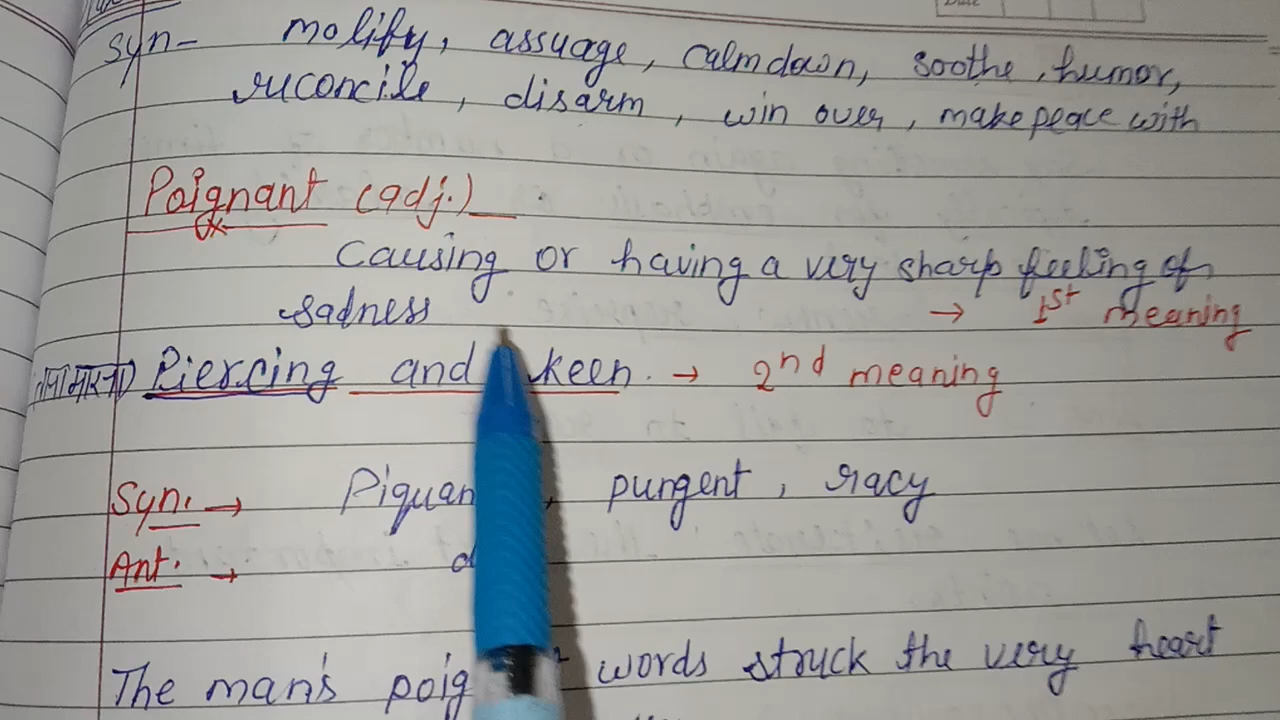 Syn- molify, assuage, calm down, soothe, humor,
reconcile, disarm, win over, make peace with
Poignant (adj.)
Causing or having a very sharp feeling of
sadness → 1st meaning
Piercing and keen. → 2nd meaning
Syn. → Piquan , pungent, racy
Ant. → d
The man's poig words struck the very heart